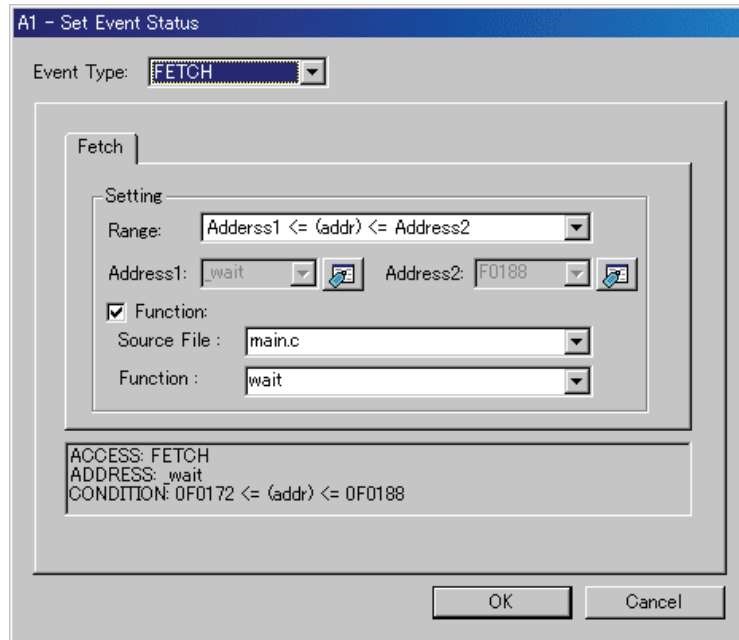 A1 - Set Event Status
Event Type: FETCH
Fetch
Setting
Range: Adderss1 <= (addr) <= Address2
Address1: _wait Address2: F0188
Function:
Source File : main.c
Function : wait
ACCESS: FETCH
ADDRESS: _wait
CONDITION: 0F0172 <= (addr) <= 0F0188
OK Cancel